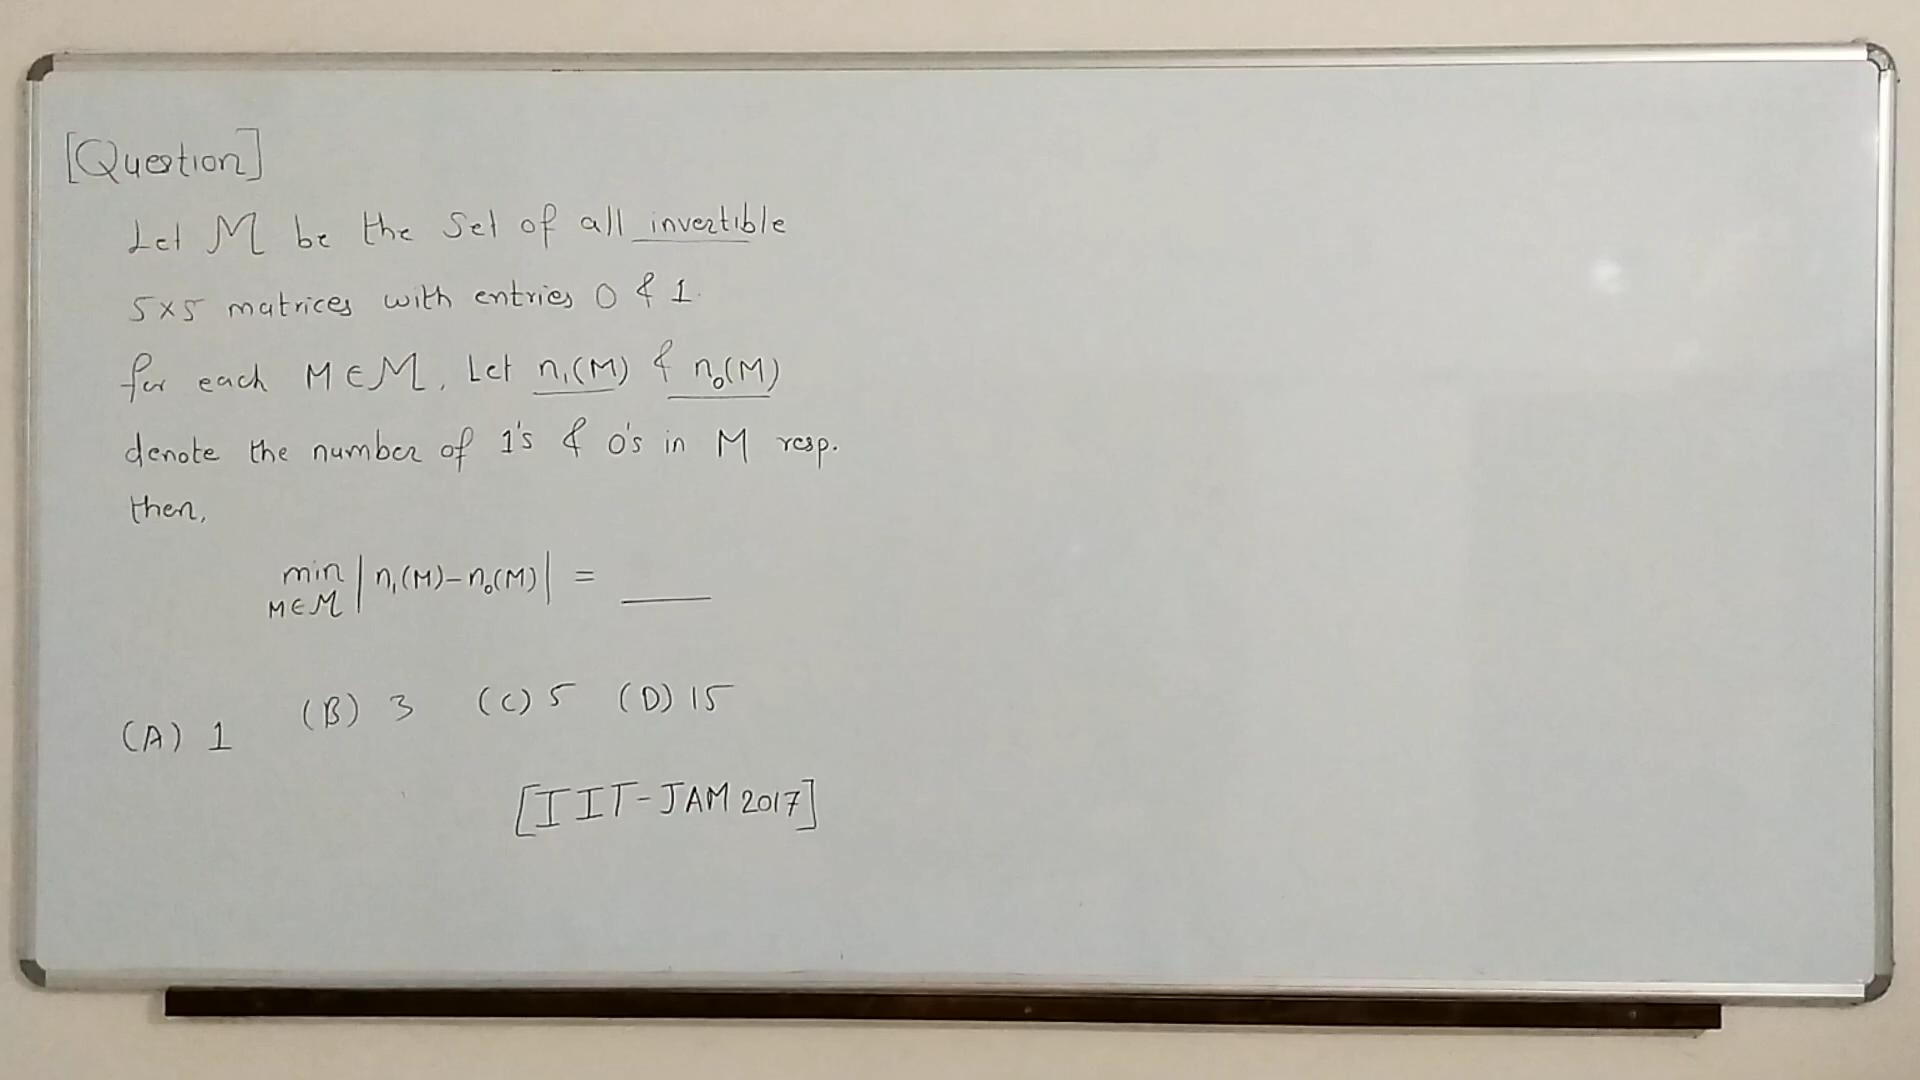 [Question]
Let M be the set of all invertible
5×5 matrices with entries 0 & 1.
for each M ∈ M. Let n₁(M) & n₀(M)
denote the number of 1's & 0's in M resp.
then,
min | n₁(M) – n₀(M) | = ____
M∈M
(A) 1 (B) 3 (C) 5 (D) 15
[IIT-JAM 2017]